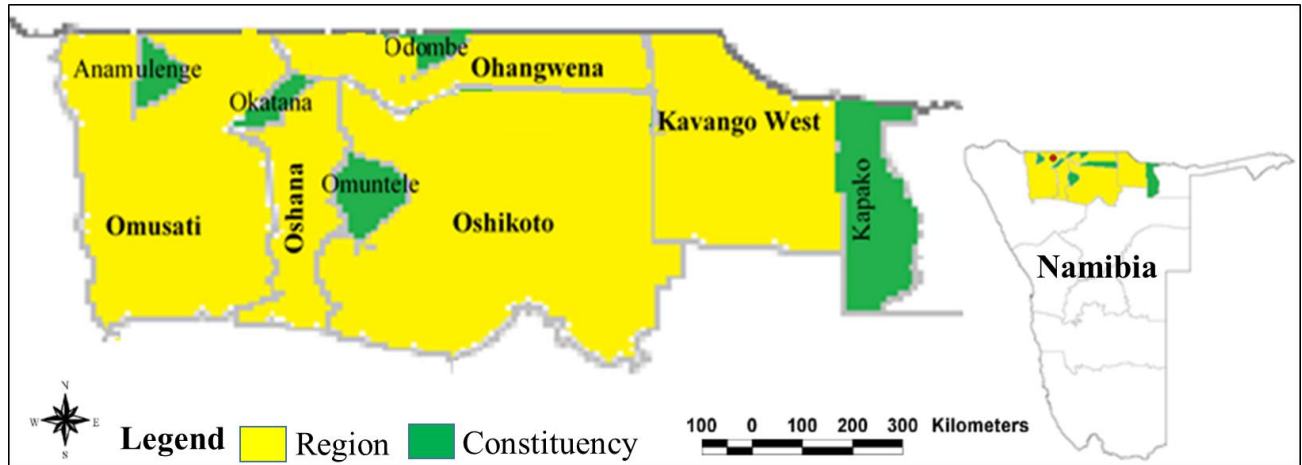 Odombe
Anamulenge
Ohangwena
Okatana
Kavango West
Omuntele
Kapako
Oshana
Omusati
Oshikoto
Namibia
N
W E
S
Legend Region Constituency
100 0 100 200 300 Kilometers